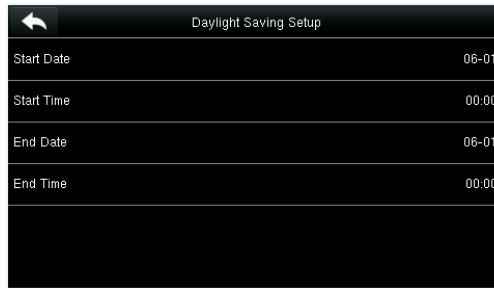 Daylight Saving Setup
Start Date 06-01
Start Time 00:00
End Date 06-01
End Time 00:00